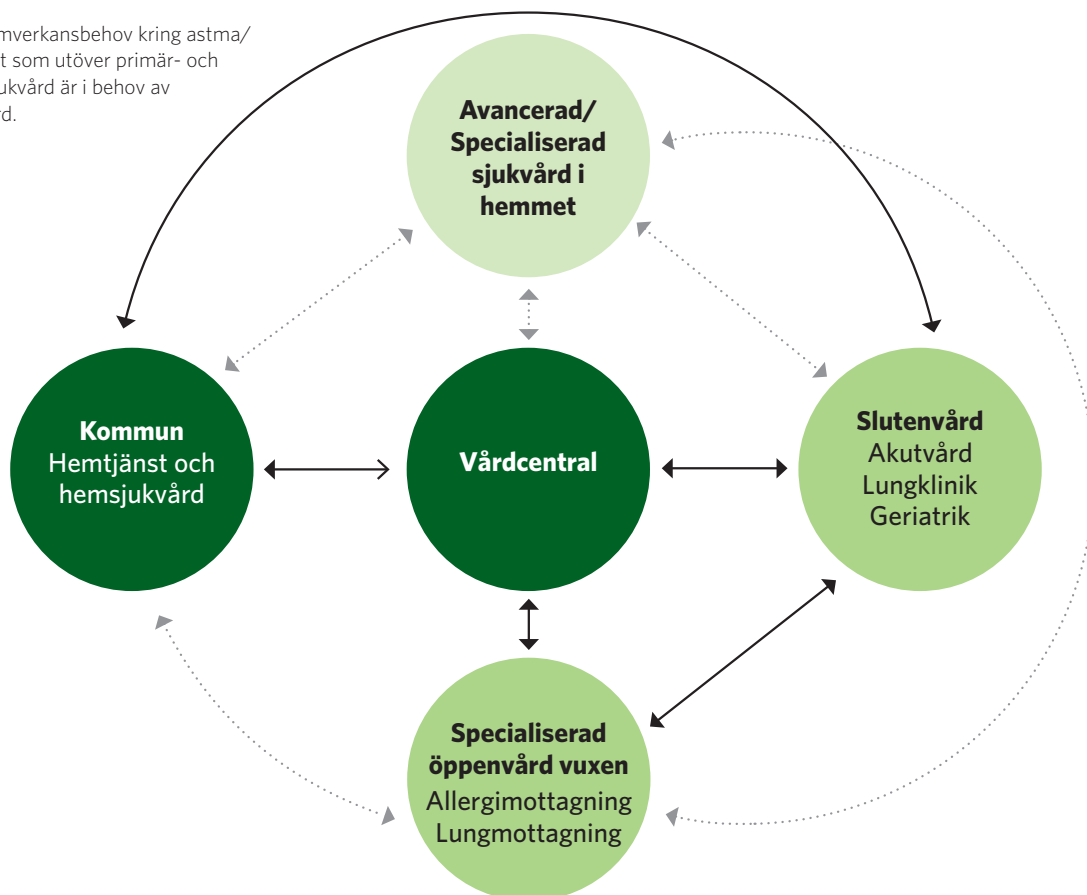 mverkansbehov kring astma/
t som utöver primär- och
ukvård är i behov av
rd.
Avancerad/
Specialiserad
sjukvård i
hemmet
Kommun
Hemtjänst och
hemsjukvård
Vårdcentral
Slutenvård
Akutvård
Lungklinik
Geriatrik
Specialiserad
öppenvård vuxen
Allergimottagning
Lungmottagning